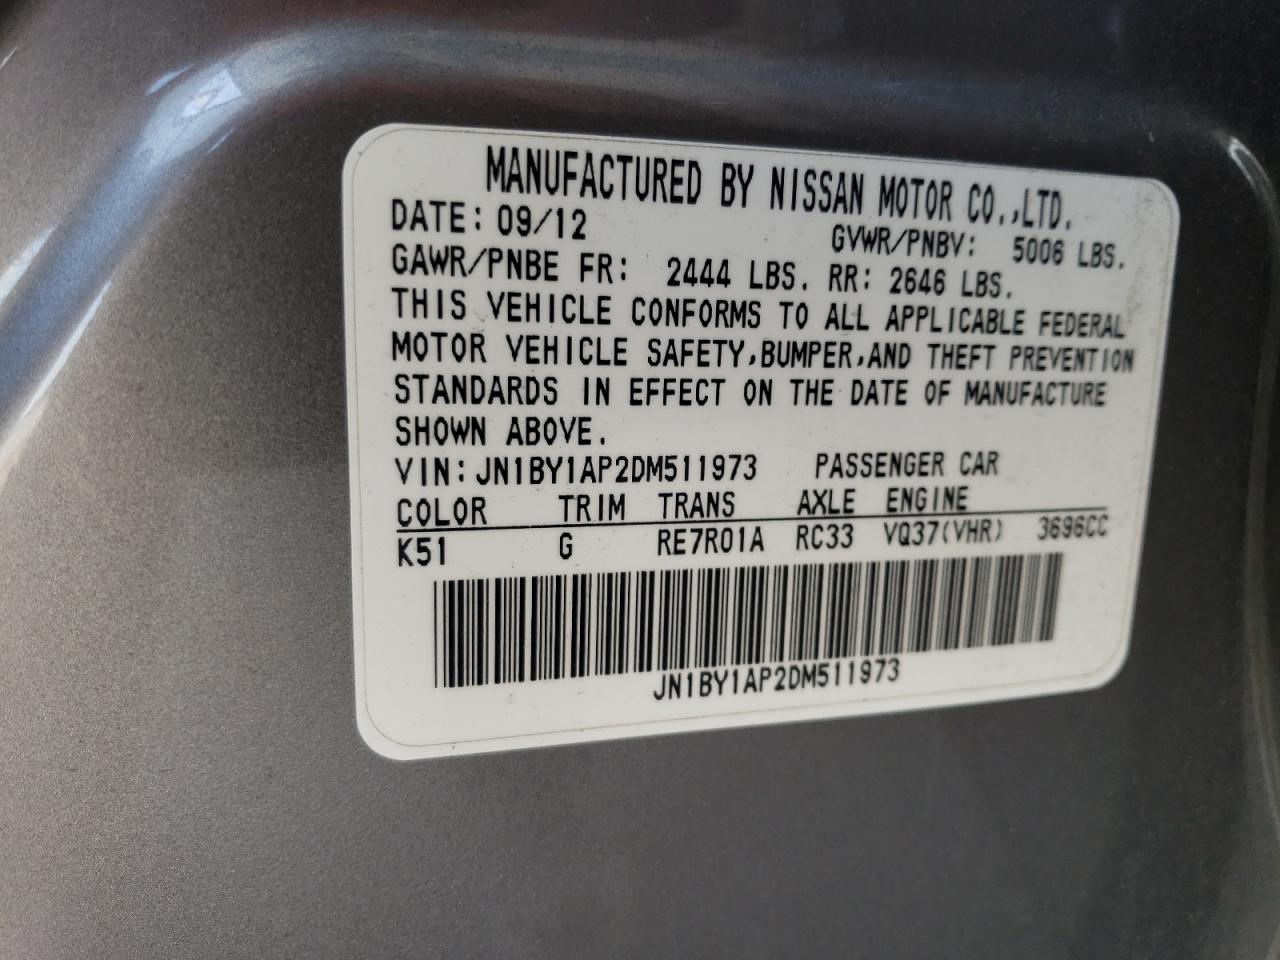 MANUFACTURED BY NISSAN MOTOR CO.,LTD.
DATE: 09/12 GVWR/PNBV: 5006 LBS.
GAWR/PNBE FR: 2444 LBS. RR: 2646 LBS.
THIS VEHICLE CONFORMS TO ALL APPLICABLE FEDERAL
MOTOR VEHICLE SAFETY,BUMPER,AND THEFT PREVENTION
STANDARDS IN EFFECT ON THE DATE OF MANUFACTURE
SHOWN ABOVE.
VIN:JN1BY1AP2DM511973 PASSENGER CAR
COLOR TRIM TRANS AXLE ENGINE
K51 G RE7R01A RC33 VQ37(VHR) 3696CC
JN1BY1AP2DM511973